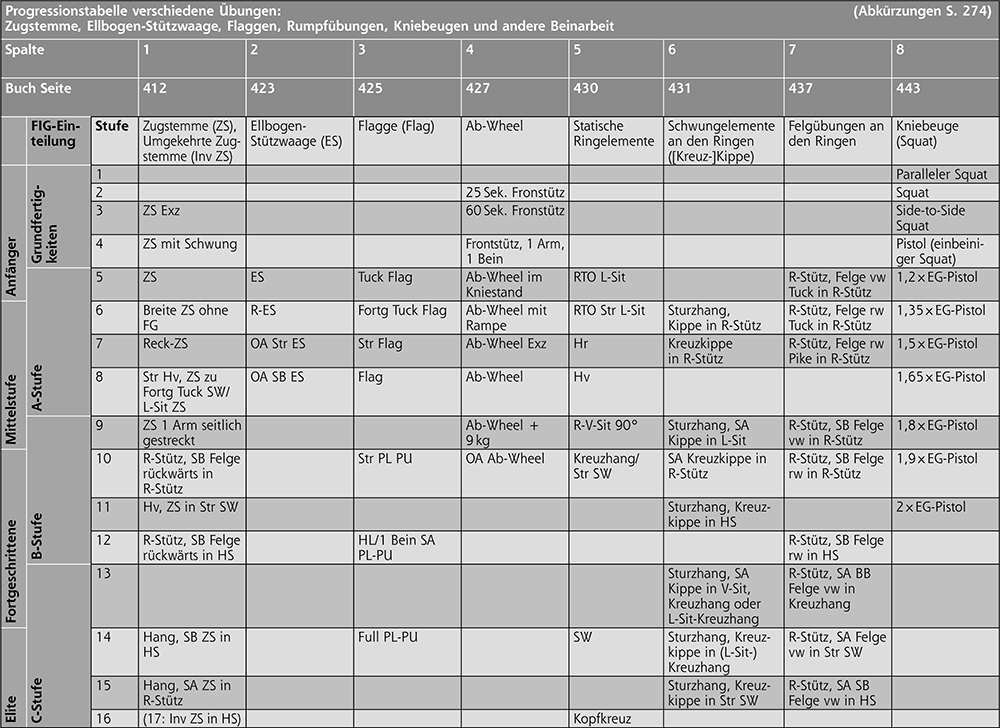 Progressionstabelle verschiedene Übungen: (Abkürzungen S. 274)
Zugstemme, Ellbogen-Stützwaage, Flaggen, Rumpfübungen, Kniebeugen und andere Beinarbeit
Spalte 1 2 3 4 5 6 7 8
Buch Seite 412 423 425 427 430 431 437 443
FIG-Ein-
teilung
Stufe
Zugstemme (ZS),
Umgekehrte Zug-
stemme (Inv ZS)
Ellbogen-
Stützwaage (ES)
Flagge (Flag)
Ab-Wheel
Statische
Ringelemente
Schwungelemente
an den Ringen
([Kreuz-]Kippe)
Felgübungen an
den Ringen
Kniebeuge
(Squat)
Anfänger
Mittelstufe
Fortgeschrittene
Elite
Grundfertig-
keiten
A-Stufe
B-Stufe
C-Stufe
1
Paralleler Squat
2
25 Sek. Fronstütz
Squat
3
ZS Exz
60 Sek. Fronstütz
Side-to-Side
Squat
4
ZS mit Schwung
Frontstütz, 1 Arm,
1 Bein
Pistol (einbeini-
ger Squat)
5
ZS
ES
Tuck Flag
Ab-Wheel im
Kniestand
RTO L-Sit
R-Stütz, Felge vw
Tuck in R-Stütz
1,2 × EG-Pistol
6
Breite ZS ohne
FG
R-ES
Fortg Tuck Flag
Ab-Wheel mit
Rampe
RTO Str L-Sit
Sturzhang,
Kippe in R-Stütz
R-Stütz, Felge rw
Tuck in R-Stütz
1,35 × EG-Pistol
7
Reck-ZS
OA Str ES
Str Flag
Ab-Wheel Exz
Hr
Kreuzkippe
in R-Stütz
R-Stütz, Felge rw
Pike in R-Stütz
1,5 × EG-Pistol
8
Str Hv, ZS zu
Fortg Tuck SW/
L-Sit ZS
OA SB ES
Flag
Ab-Wheel
Hv
1,65 × EG-Pistol
9
ZS 1 Arm seitlich
gestreckt
Ab-Wheel +
9 kg
R-V-Sit 90°
Sturzhang, SA
Kippe in L-Sit
R-Stütz, SB Felge
vw in R-Stütz
1,8 × EG-Pistol
10
R-Stütz, SB Felge
rückwärts in
R-Stütz
Str PL PU
OA Ab-Wheel
Kreuzhang/
Str SW
SA Kreuzkippe in
R-Stütz
R-Stütz, SB Felge
rw in R-Stütz
1,9 × EG-Pistol
11
Hv, ZS in Str SW
Sturzhang, Kreuz-
kippe in HS
2 × EG-Pistol
12
R-Stütz, SB Felge
rückwärts in HS
HL/1 Bein SA
PL-PU
R-Stütz, SB Felge
rw in HS
13
Sturzhang, SA
Kippe in V-Sit,
Kreuzhang oder
L-Sit-Kreuzhang
R-Stütz, SA BB
Felge vw in
Kreuzhang
14
Hang, SB ZS in
HS
Full PL-PU
SW
Sturzhang, Kreuz-
kippe in (L-Sit-)
Kreuzhang
R-Stütz, SA Felge
vw in Str SW
15
Hang, SA ZS in
R-Stütz
Sturzhang, Kreuz-
kippe in Str SW
R-Stütz, SA SB
Felge vw in HS
16
(17: Inv ZS in HS)
Kopfkreuz